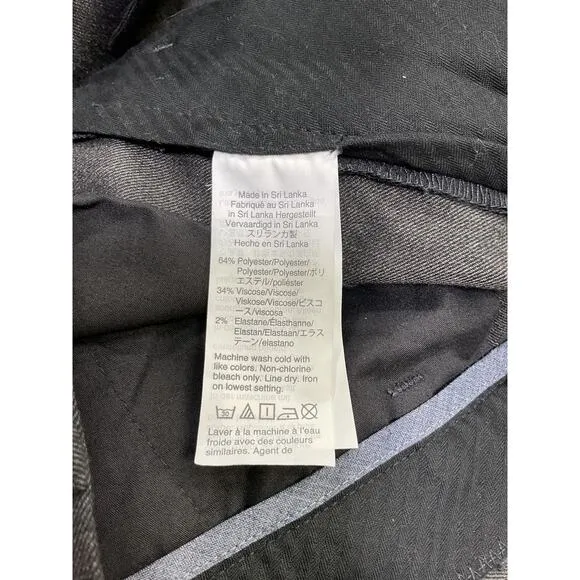 Made in Sri Lanka
Fabriqué au Sri Lanka
in Sri Lanka Hergestellt
Vervaardigd in Sri Lanka
スリランカ製
Hecho en Sri Lanka
64% Polyester/Polyester/
Polyester/Polyester/ポリ
エステル/poliéster
34% Viscose/Viscose/
Viskose/Viscose/ビスコ
ース/viscosa
2% Elastane/Élasthanne/
Elastan/Elastaan/エラス
テーン/elastano
Machine wash cold with
like colors. Non-chlorine
bleach only. Line dry. Iron
on lowest setting.
30
Laver à la machine à l'eau
froide avec des couleurs
similaires. Agent de